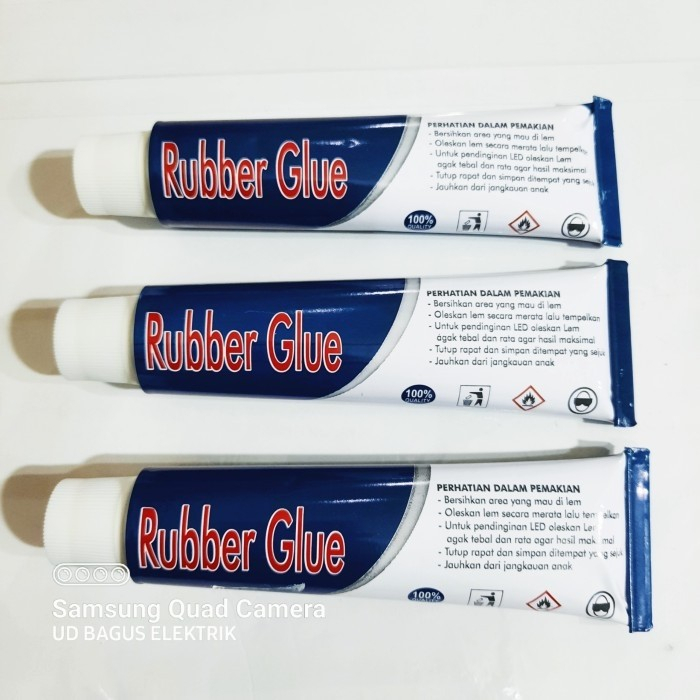 Rubber Glue
PERHATIAN DALAM PEMAKIAN
- Bersihkan area yang mau di lem
- Oleskan lem secara merata lalu tempelkan
- Untuk pendinginan LED oleskan Lem
agak tebal dan rata agar hasil maksimal
- Tutup rapat dan simpan ditempat yang
- Jauhkan dari jangkauan anak
100%
QUALITY
Rubber Glue
PERHATIAN DALAM PEMAKIAN
- Bersihkan area yang mau di lem
- Oleskan lem secara merata lalu tempelkan
- Untuk pendinginan LED oleskan Lem
agak tebal dan rata agar hasil maksimal
- Tutup rapat dan simpan ditempat yang
- Jauhkan dari jangkauan anak
100%
QUALITY
Rubber Glue
PERHATIAN DALAM PEMAKIAN
- Bersihkan area yang mau di lem
- Oleskan lem secara merata lalu
- Untuk pendinginan LED oleskan Lem
agak tebal dan rata agar hasil
- Tutup rapat dan simpan ditempat yang
- Jauhkan dari jangkauan anak
100%
QUALITY
Samsung Quad Camera
UD BAGUS ELEKTRIK